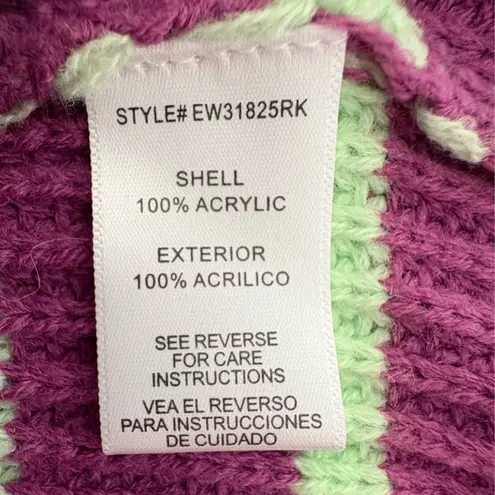 STYLE# EW31825RK
SHELL
100% ACRYLIC
EXTERIOR
100% ACRILICO
SEE REVERSE
FOR CARE
INSTRUCTIONS
VEA EL REVERSO
PARA INSTRUCCIONES
DE CUIDADO